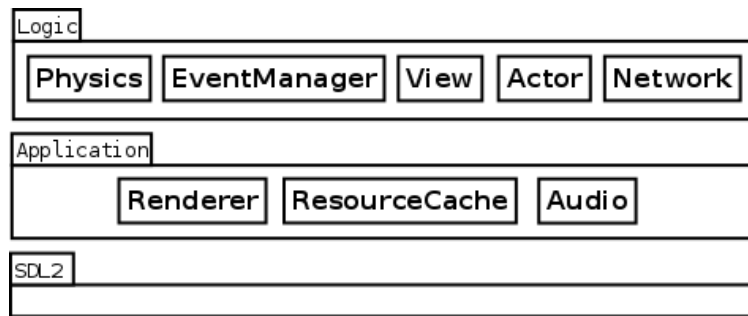 Logic
Physics EventManager View Actor Network
Application
Renderer ResourceCache Audio
SDL2